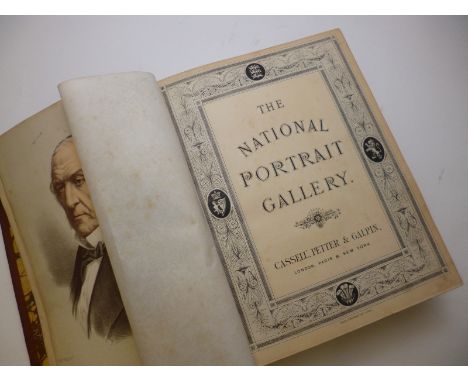 THE
NATIONAL
PORTRAIT
GALLERY.
CASSELL, PETTER & GALPIN,
LONDON, PARIS & NEW YORK.